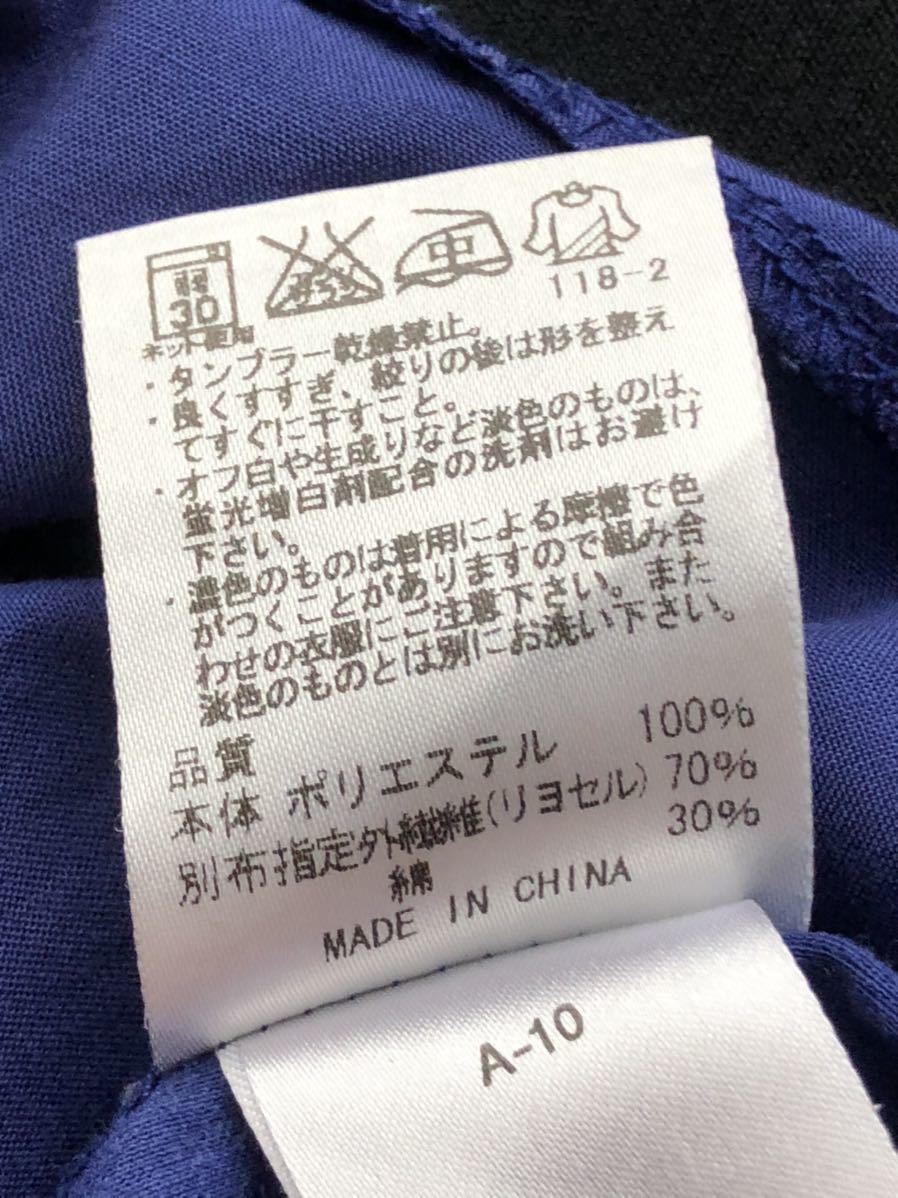 弱
30
エンソサラシ
中
ネット使用
118-2
・タンブラー乾燥禁止。
・良くすすぎ、絞りの後は形を整え
てすぐに干すこと。
・オフ白や生成りなど淡色のものは、
蛍光増白剤配合の洗剤はお避け
下さい。
・濃色のものは着用による摩擦で色
がつくことがありますので組み合
わせの衣服にご注意下さい。また
淡色のものとは別にお洗い下さい。
品質
本体 ポリエステル 100%
別布指定外繊維(リヨセル) 70%
綿 30%
MADE IN CHINA
A-10